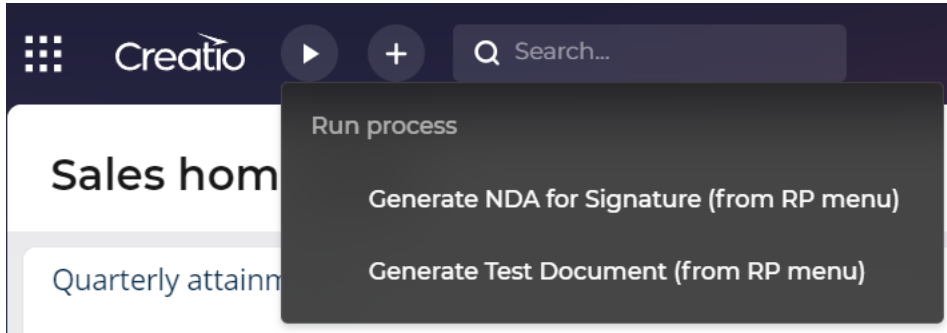 Creatio
Search...
Run process
Sales hom
Generate NDA for Signature (from RP menu)
Generate Test Document (from RP menu)
Quarterly attainm